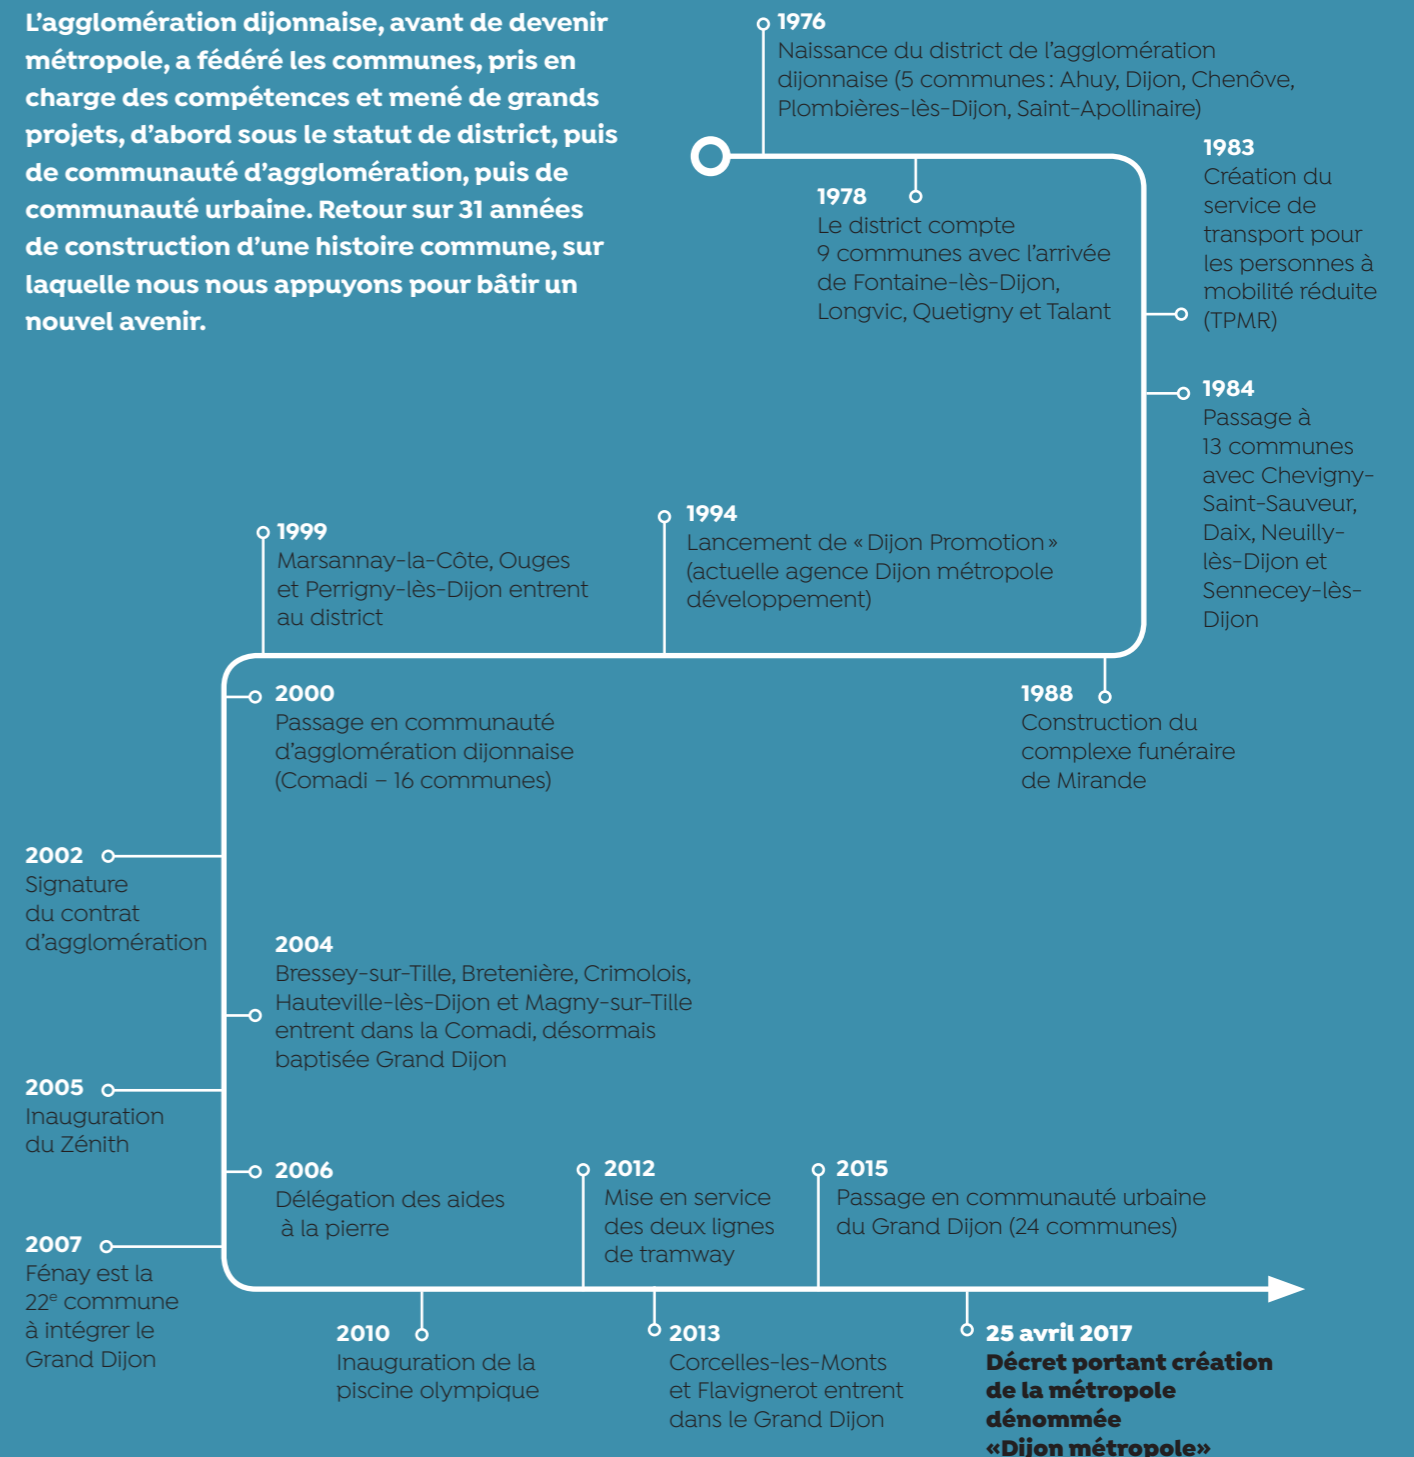 L’agglomération dijonnaise, avant de devenir
métropole, a fédéré les communes, pris en
charge des compétences et mené de grands
projets, d’abord sous le statut de district, puis
de communauté d’agglomération, puis de
communauté urbaine. Retour sur 31 années
de construction d’une histoire commune, sur
laquelle nous nous appuyons pour bâtir un
nouvel avenir.
1976
Naissance du district de l’agglomération
dijonnaise (5 communes : Ahuy, Dijon, Chenôve,
Plombières-lès-Dijon, Saint-Apollinaire)
1978
Le district compte
9 communes avec l’arrivée
de Fontaine-lès-Dijon,
Longvic, Quetigny et Talant
1983
Création du
service de
transport pour
les personnes à
mobilité réduite
(TPMR)
1984
Passage à
13 communes
avec Chevigny-
Saint-Sauveur,
Daix, Neuilly-
lès-Dijon et
Sennecey-lès-
Dijon
1988
Construction du
complexe funéraire
de Mirande
1994
Lancement de « Dijon Promotion »
(actuelle agence Dijon métropole
développement)
1999
Marsannay-la-Côte, Ouges
et Perrigny-lès-Dijon entrent
au district
2000
Passage en communauté
d’agglomération dijonnaise
(Comadi – 16 communes)
2002
Signature
du contrat
d’agglomération
2004
Bressey-sur-Tille, Bretenière, Crimolois,
Hauteville-lès-Dijon et Magny-sur-Tille
entrent dans la Comadi, désormais
baptisée Grand Dijon
2005
Inauguration
du Zénith
2006
Délégation des aides
à la pierre
2007
Fénay est la
22e commune
à intégrer le
Grand Dijon
2010
Inauguration de la
piscine olympique
2012
Mise en service
des deux lignes
de tramway
2013
Corcelles-les-Monts
et Flavignerot entrent
dans le Grand Dijon
2015
Passage en communauté urbaine
du Grand Dijon (24 communes)
25 avril 2017
Décret portant création
de la métropole
dénommée
«Dijon métropole»